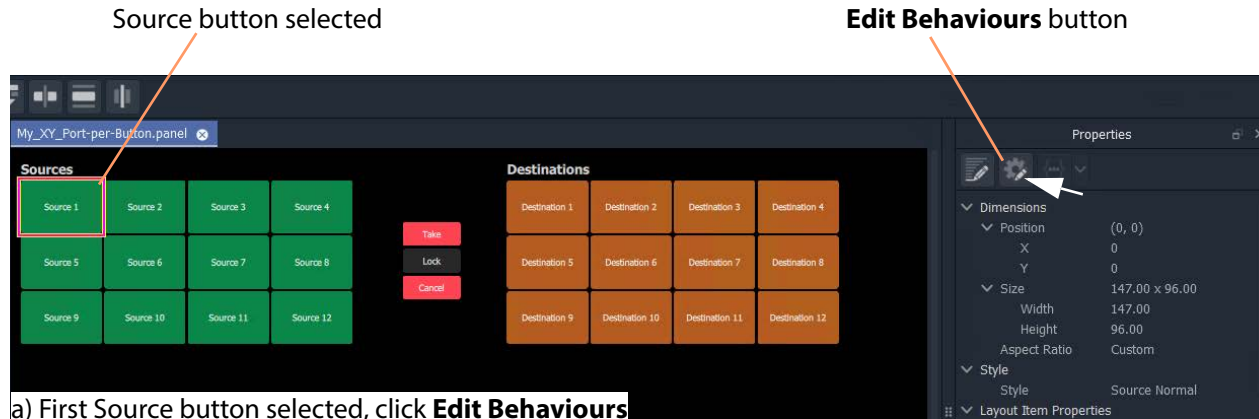 Source button selected
Edit Behaviours button
My_XY_Port-per-Button.panel
Properties
Sources
Destinations
Source 1 Source 2 Source 3 Source 4
Destination 1 Destination 2 Destination 3 Destination 4
Take
Source 5 Source 6 Source 7 Source 8
Lock
Destination 5 Destination 6 Destination 7 Destination 8
Cancel
Source 9 Source 10 Source 11 Source 12
Destination 9 Destination 10 Destination 11 Destination 12
Dimensions
Position (0, 0)
X 0
Y 0
Size 147.00 x 96.00
Width 147.00
Height 96.00
Aspect Ratio Custom
Style
Style Source Normal
Layout Item Properties
a) First Source button selected, click Edit Behaviours